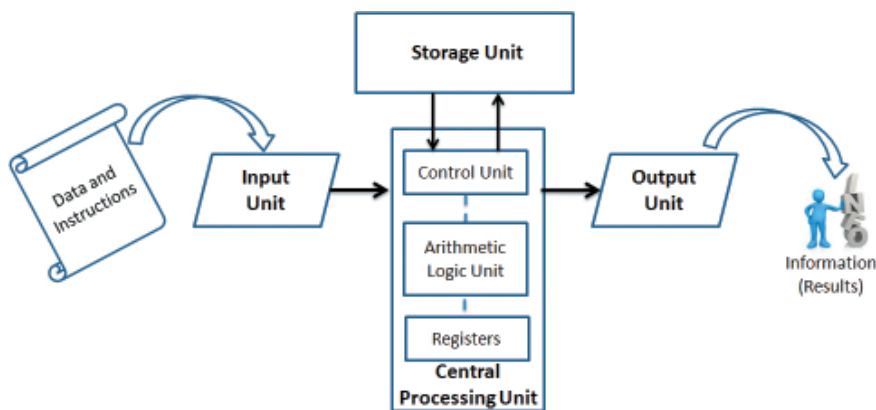 Storage Unit
Data and
Instructions
Input
Unit
Control Unit
Arithmetic
Logic Unit
Registers
Central
Processing Unit
Output
Unit
INFO
Information
(Results)